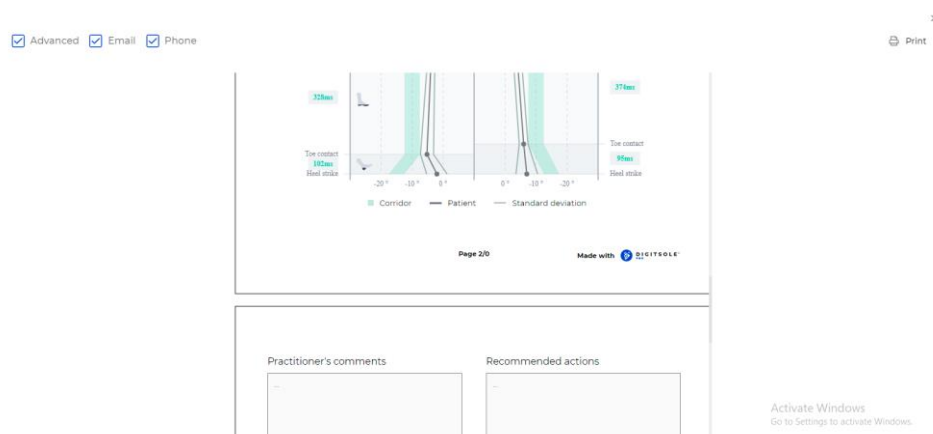 Advanced Email Phone
Print
328ms
374ms
Toe contact
102ms
Heel strike
Toe contact
95ms
Heel strike
-20 ° -10 ° 0 ° 0 ° -10 ° -20 °
Corridor Patient Standard deviation
Page 2/0
Made with DIGITSOLE
PRO
Practitioner's comments
Recommended actions
...
...
Activate Windows
Go to Settings to activate Windows.